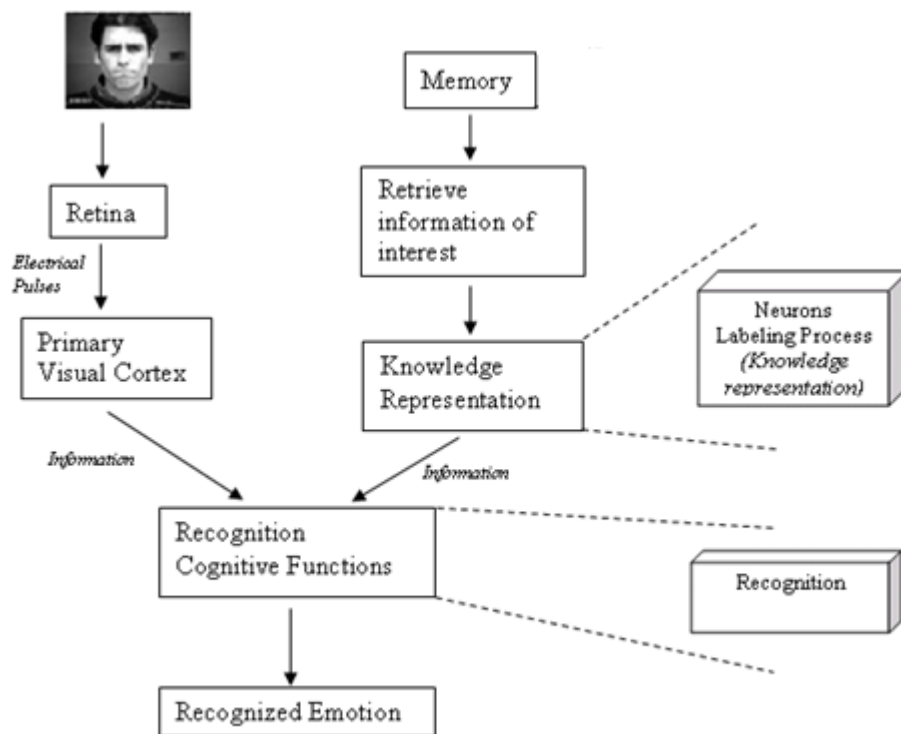 Memory
Retina
Retrieve
information of
interest
Electrical
Pulses
Primary
Visual Cortex
Knowledge
Representation
Neurons
Labeling Process
(Knowledge
representation)
Information
Information
Recognition
Cognitive Functions
Recognition
Recognized Emotion